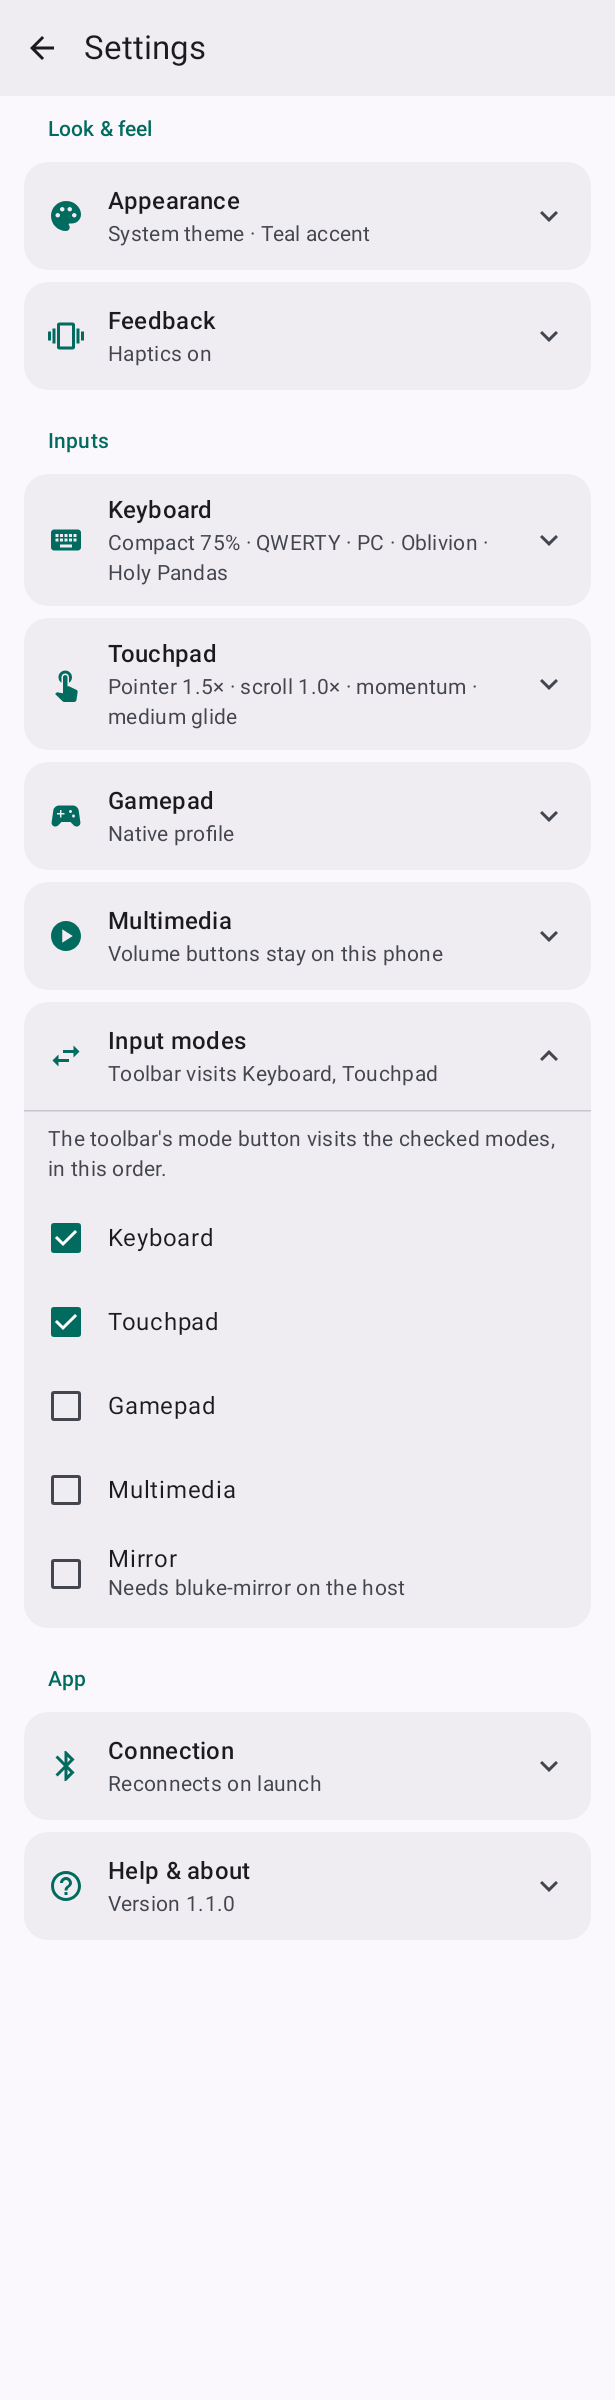 Settings
Look & feel
Appearance
System theme · Teal accent
Feedback
Haptics on
Inputs
Keyboard
Compact 75% · QWERTY · PC · Oblivion ·
Holy Pandas
Touchpad
Pointer 1.5× · scroll 1.0× · momentum ·
medium glide
Gamepad
Native profile
Multimedia
Volume buttons stay on this phone
Input modes
Toolbar visits Keyboard, Touchpad
The toolbar's mode button visits the checked modes,
in this order.
Keyboard
Touchpad
Gamepad
Multimedia
Mirror
Needs bluke-mirror on the host
App
Connection
Reconnects on launch
Help & about
Version 1.1.0